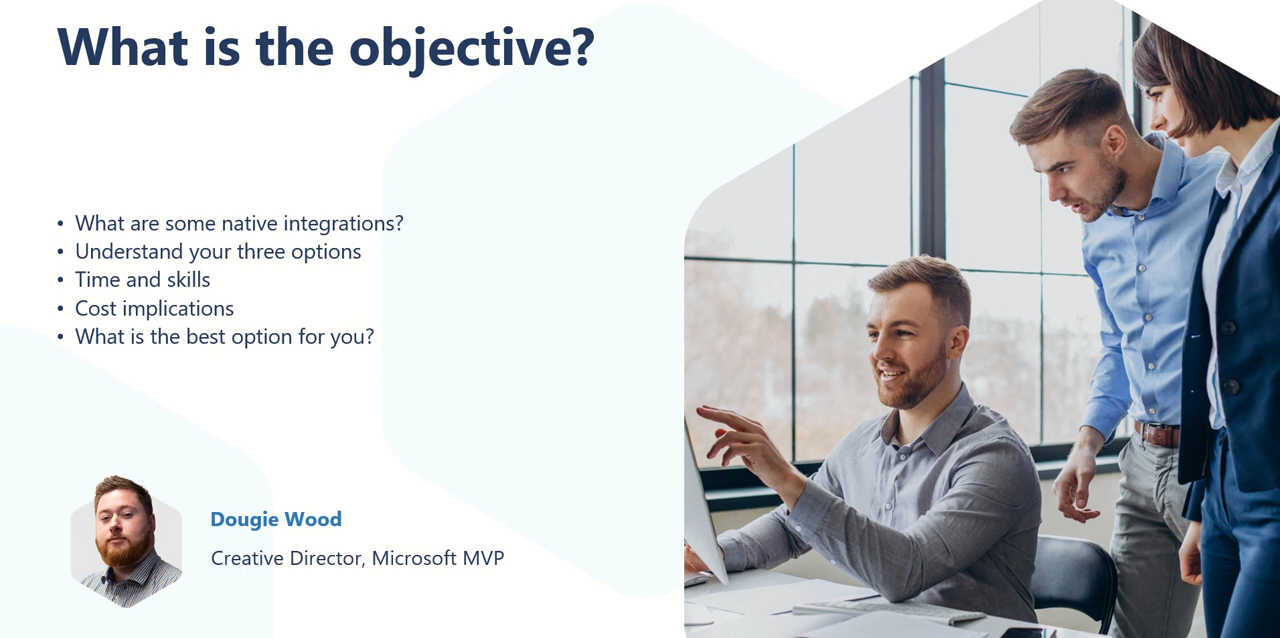 What is the objective?
• What are some native integrations?
• Understand your three options
• Time and skills
• Cost implications
• What is the best option for you?
Dougie Wood
Creative Director, Microsoft MVP